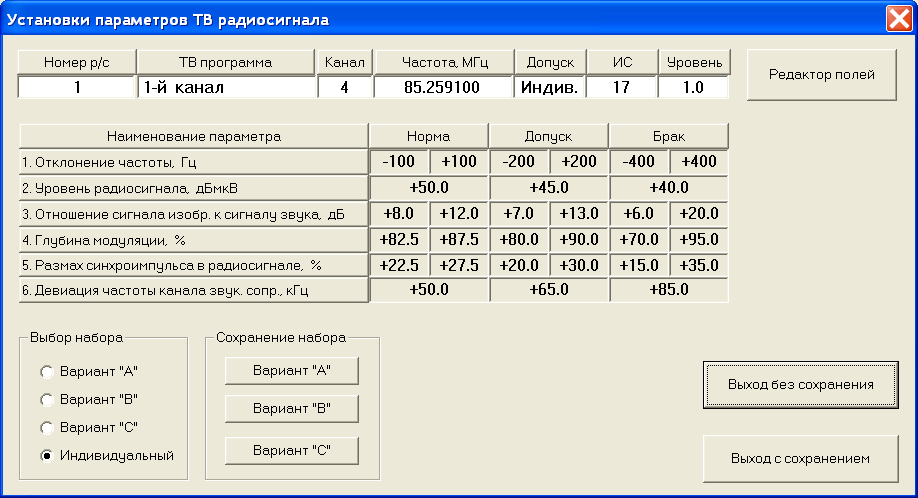 Установки параметров ТВ радиосигнала
Номер р/с ТВ программа Канал Частота, МГц Допуск ИС Уровень
1 1-й канал 4 85.259100 Индив. 17 1.0
Редактор полей
Наименование параметра Норма Допуск Брак
1. Отклонение частоты, Гц -100 +100 -200 +200 -400 +400
2. Уровень радиосигнала, дБмкВ +50.0 +45.0 +40.0
3. Отношение сигнала изобр. к сигналу звука, дБ +8.0 +12.0 +7.0 +13.0 +6.0 +20.0
4. Глубина модуляции, % +82.5 +87.5 +80.0 +90.0 +70.0 +95.0
5. Размах синхроимпульса в радиосигнале, % +22.5 +27.5 +20.0 +30.0 +15.0 +35.0
6. Девиация частоты канала звук. сопр., кГц +50.0 +65.0 +85.0
Выбор набора
Вариант "А"
Вариант "В"
Вариант "С"
Индивидуальный
Сохранение набора
Вариант "А"
Вариант "В"
Вариант "С"
Выход без сохранения
Выход с сохранением